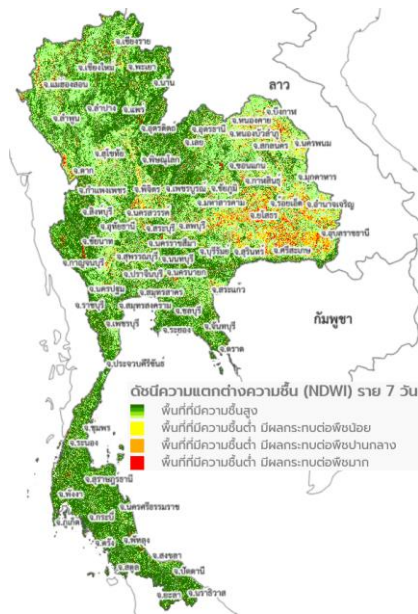 จ.เชียงราย
จ.เชียงใหม่
จ.พะเยา
จ.แม่ฮ่องสอน
จ.น่าน
ลาว
จ.ลำปาง
จ.แพร่
จ.บึงกาฬ
จ.ลำพูน
จ.อุตรดิตถ์
จ.อุดรธานี
จ.หนองคาย
จ.หนองบัวลำภู
จ.เลย
จ.สกลนคร
จ.นครพนม
จ.สุโขทัย
จ.พิษณุโลก
จ.ขอนแก่น
จ.ตาก
จ.กาฬสินธุ์
จ.มุกดาหาร
จ.กำแพงเพชร
จ.พิจิตร
จ.เพชรบูรณ์
จ.ชัยภูมิ
จ.มหาสารคาม
จ.ร้อยเอ็ด
จ.อำนาจเจริญ
จ.สิงห์บุรี
จ.นครสวรรค์
จ.ยโสธร
จ.อุทัยธานี
จ.สระบุรี
จ.ลพบุรี
จ.อุบลราชธานี
จ.ชัยนาท
จ.นครราชสีมา
จ.บุรีรัมย์
จ.สุรินทร์
จ.ศรีสะเกษ
จ.กาญจนบุรี
จ.สุพรรณบุรี
จ.นนทบุรี
จ.ปราจีนบุรี
จ.นครนายก
จ.นครปฐม
จ.สมุทรสาคร
จ.สระแก้ว
จ.ราชบุรี
จ.สมุทรสงคราม
จ.ชลบุรี
กัมพูชา
จ.เพชรบุรี
จ.ระยอง
จ.จันทบุรี
จ.ตราด
จ.ประจวบคีรีขันธ์
ดัชนีความแตกต่างความชื้น (NDWI) ราย 7 วัน
พื้นที่ที่มีความชื้นสูง
พื้นที่ที่มีความชื้นต่ำ มีผลกระทบต่อพืชน้อย
พื้นที่ที่มีความชื้นต่ำ มีผลกระทบต่อพืชปานกลาง
พื้นที่ที่มีความชื้นต่ำ มีผลกระทบต่อพืชมาก
จ.ชุมพร
จ.ระนอง
จ.สุราษฎร์ธานี
จ.พังงา
จ.นครศรีธรรมราช
จ.ภูเก็ต
จ.กระบี่
จ.ตรัง
จ.พัทลุง
จ.สงขลา
จ.สตูล
จ.ปัตตานี
จ.ยะลา
จ.นราธิวาส